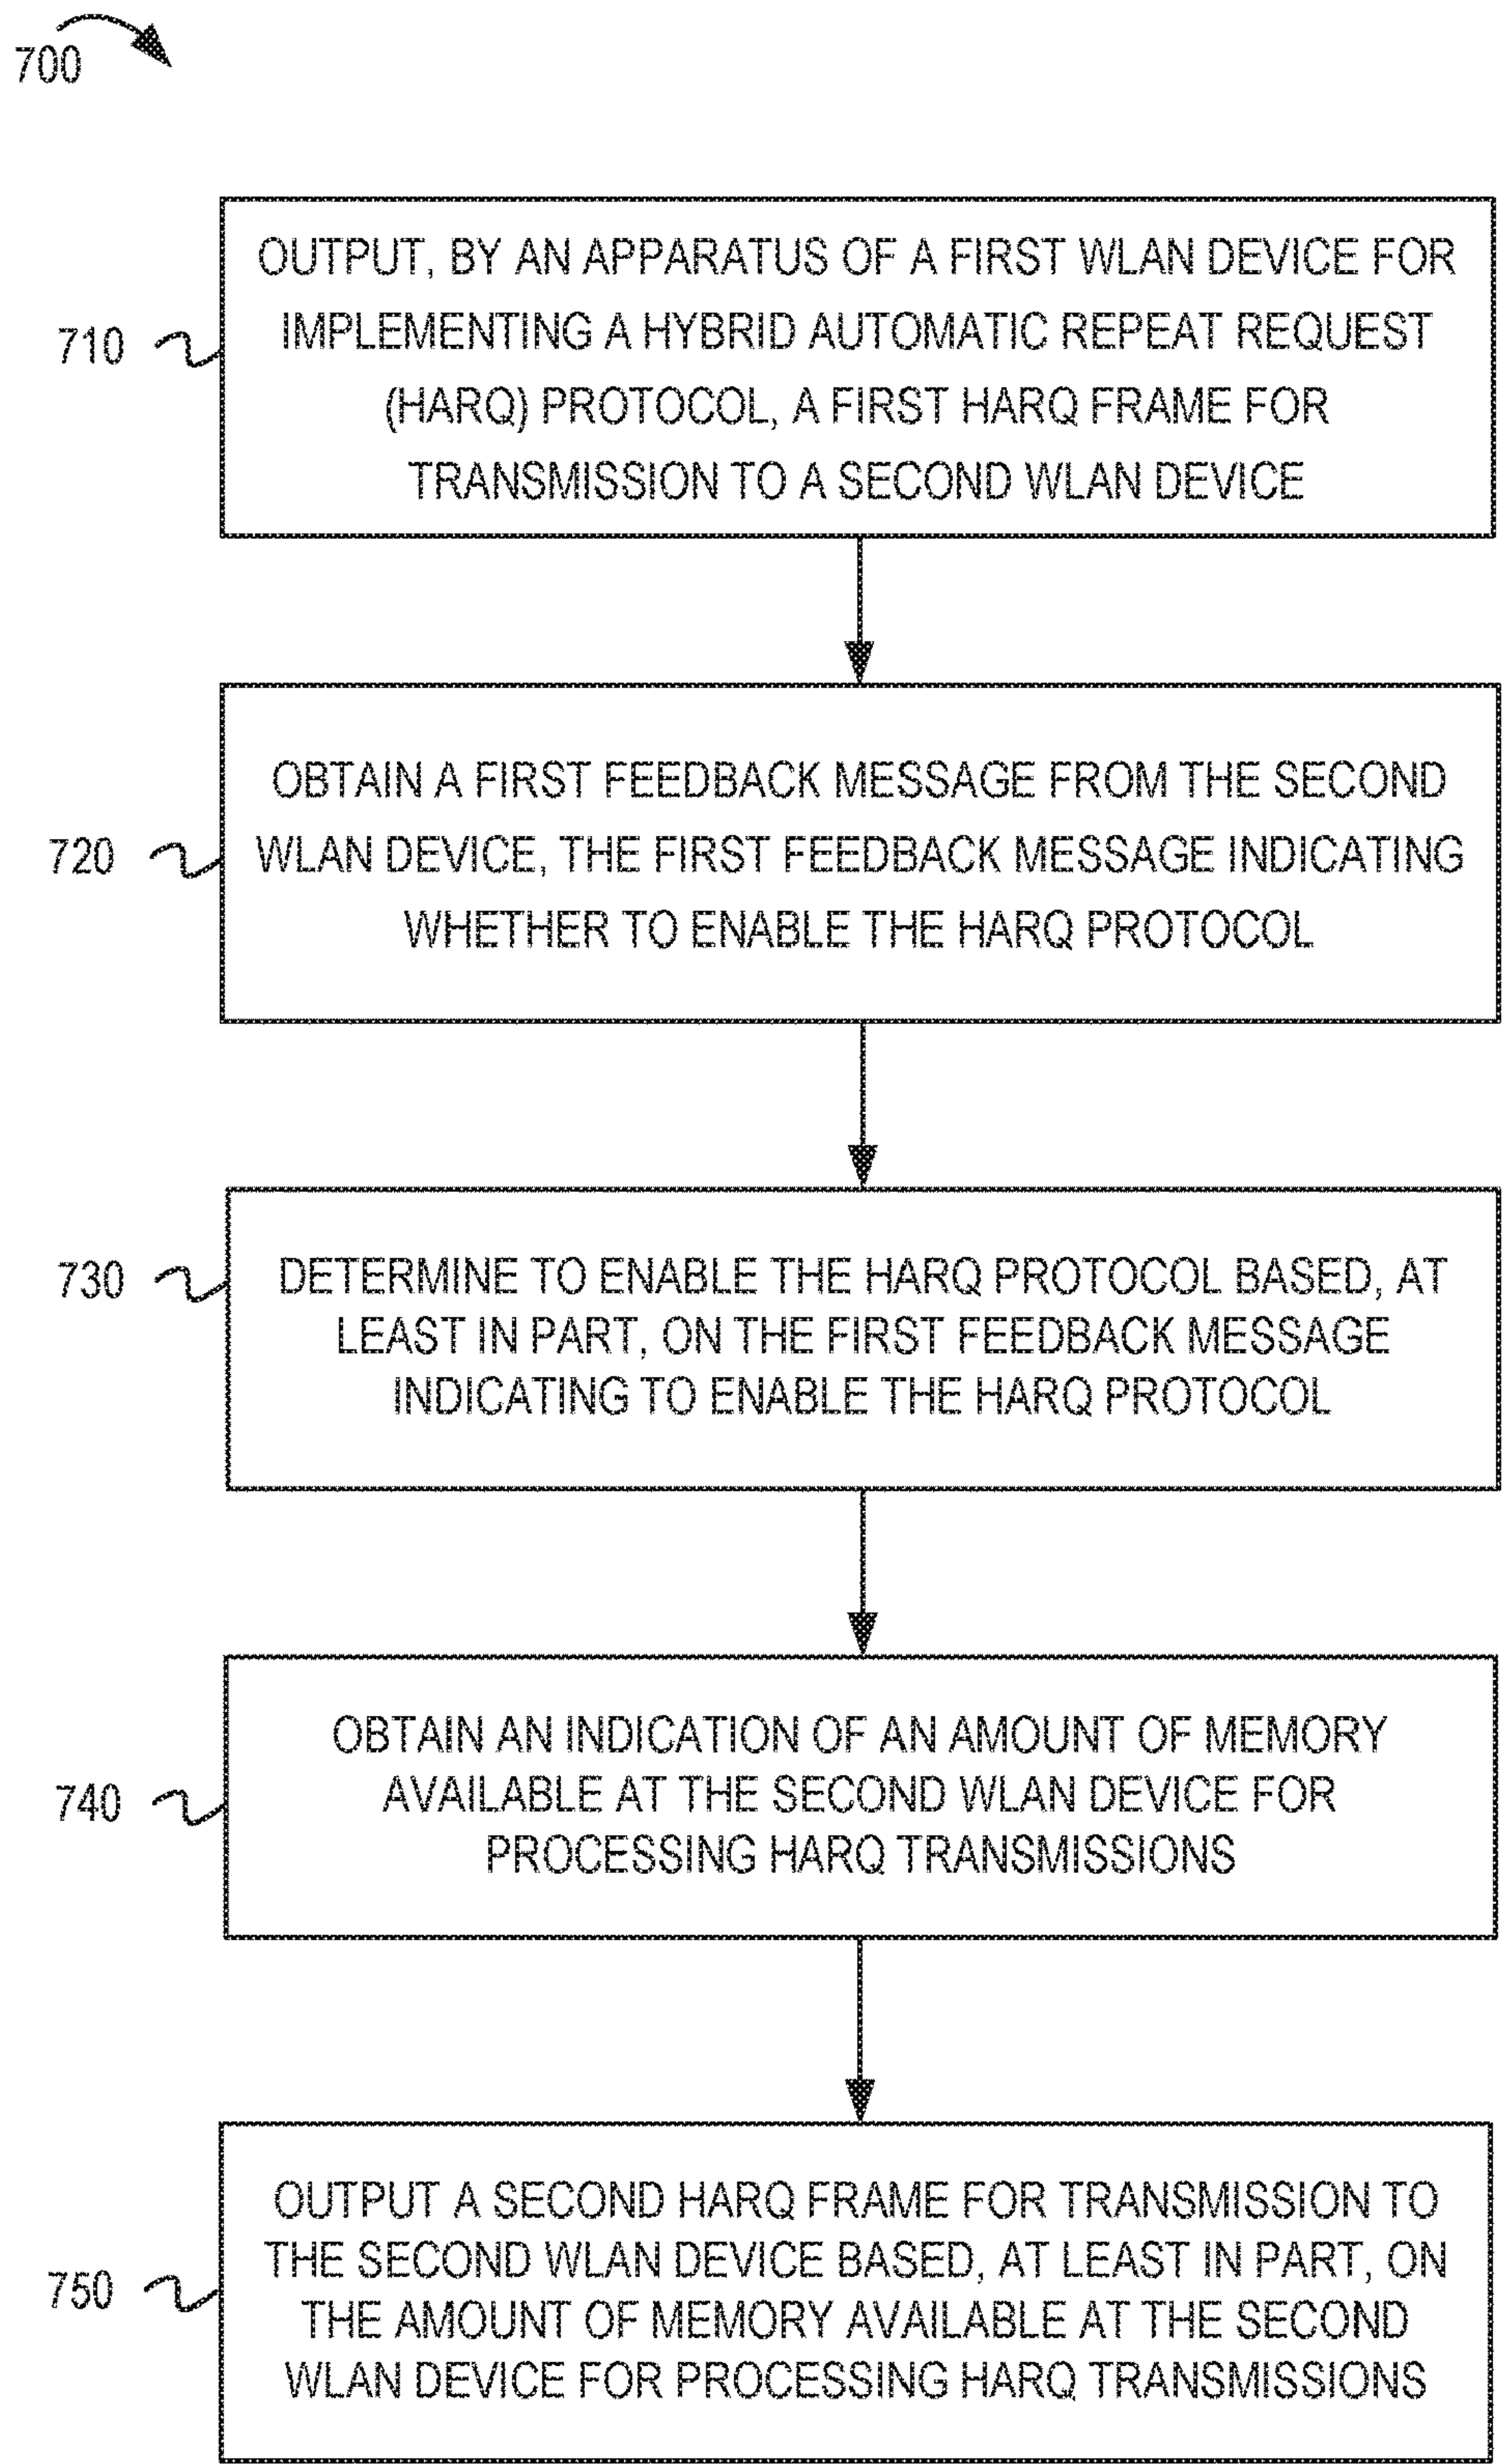 700
710
OUTPUT, BY AN APPARATUS OF A FIRST WLAN DEVICE FOR
IMPLEMENTING A HYBRID AUTOMATIC REPEAT REQUEST
(HARQ) PROTOCOL, A FIRST HARQ FRAME FOR
TRANSMISSION TO A SECOND WLAN DEVICE
720
OBTAIN A FIRST FEEDBACK MESSAGE FROM THE SECOND
WLAN DEVICE, THE FIRST FEEDBACK MESSAGE INDICATING
WHETHER TO ENABLE THE HARQ PROTOCOL
730
DETERMINE TO ENABLE THE HARQ PROTOCOL BASED, AT
LEAST IN PART, ON THE FIRST FEEDBACK MESSAGE
INDICATING TO ENABLE THE HARQ PROTOCOL
740
OBTAIN AN INDICATION OF AN AMOUNT OF MEMORY
AVAILABLE AT THE SECOND WLAN DEVICE FOR
PROCESSING HARQ TRANSMISSIONS
750
OUTPUT A SECOND HARQ FRAME FOR TRANSMISSION TO
THE SECOND WLAN DEVICE BASED, AT LEAST IN PART, ON
THE AMOUNT OF MEMORY AVAILABLE AT THE SECOND
WLAN DEVICE FOR PROCESSING HARQ TRANSMISSIONS